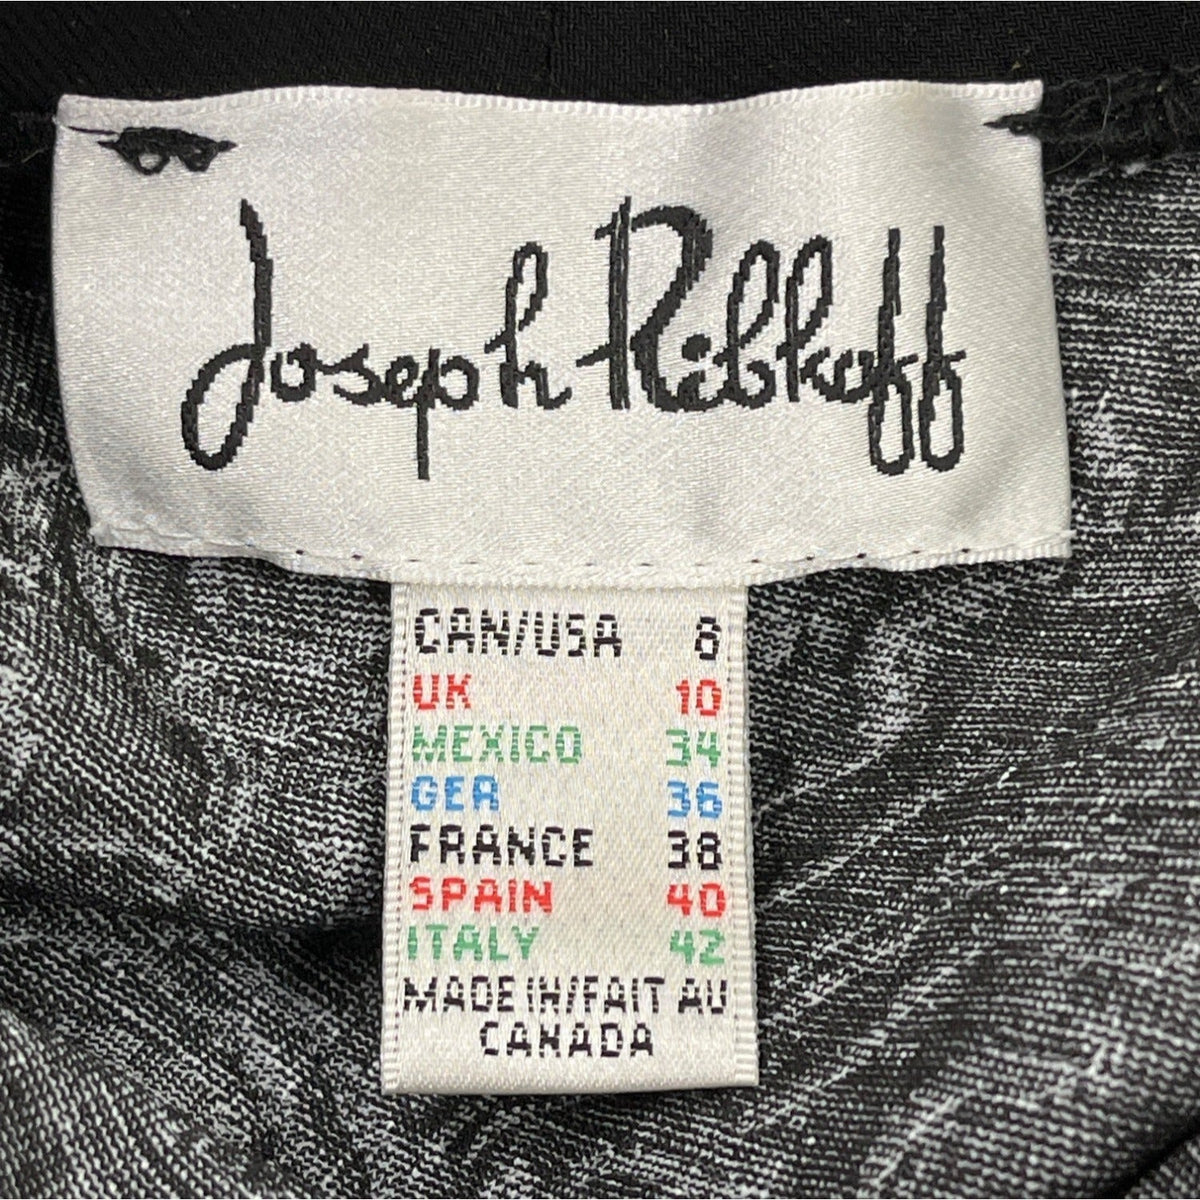 Joseph Ribkoff
CAN/USA 8
UK 10
MEXICO 34
GER 36
FRANCE 38
SPAIN 40
ITALY 42
MADE IN/FAIT AU
CANADA